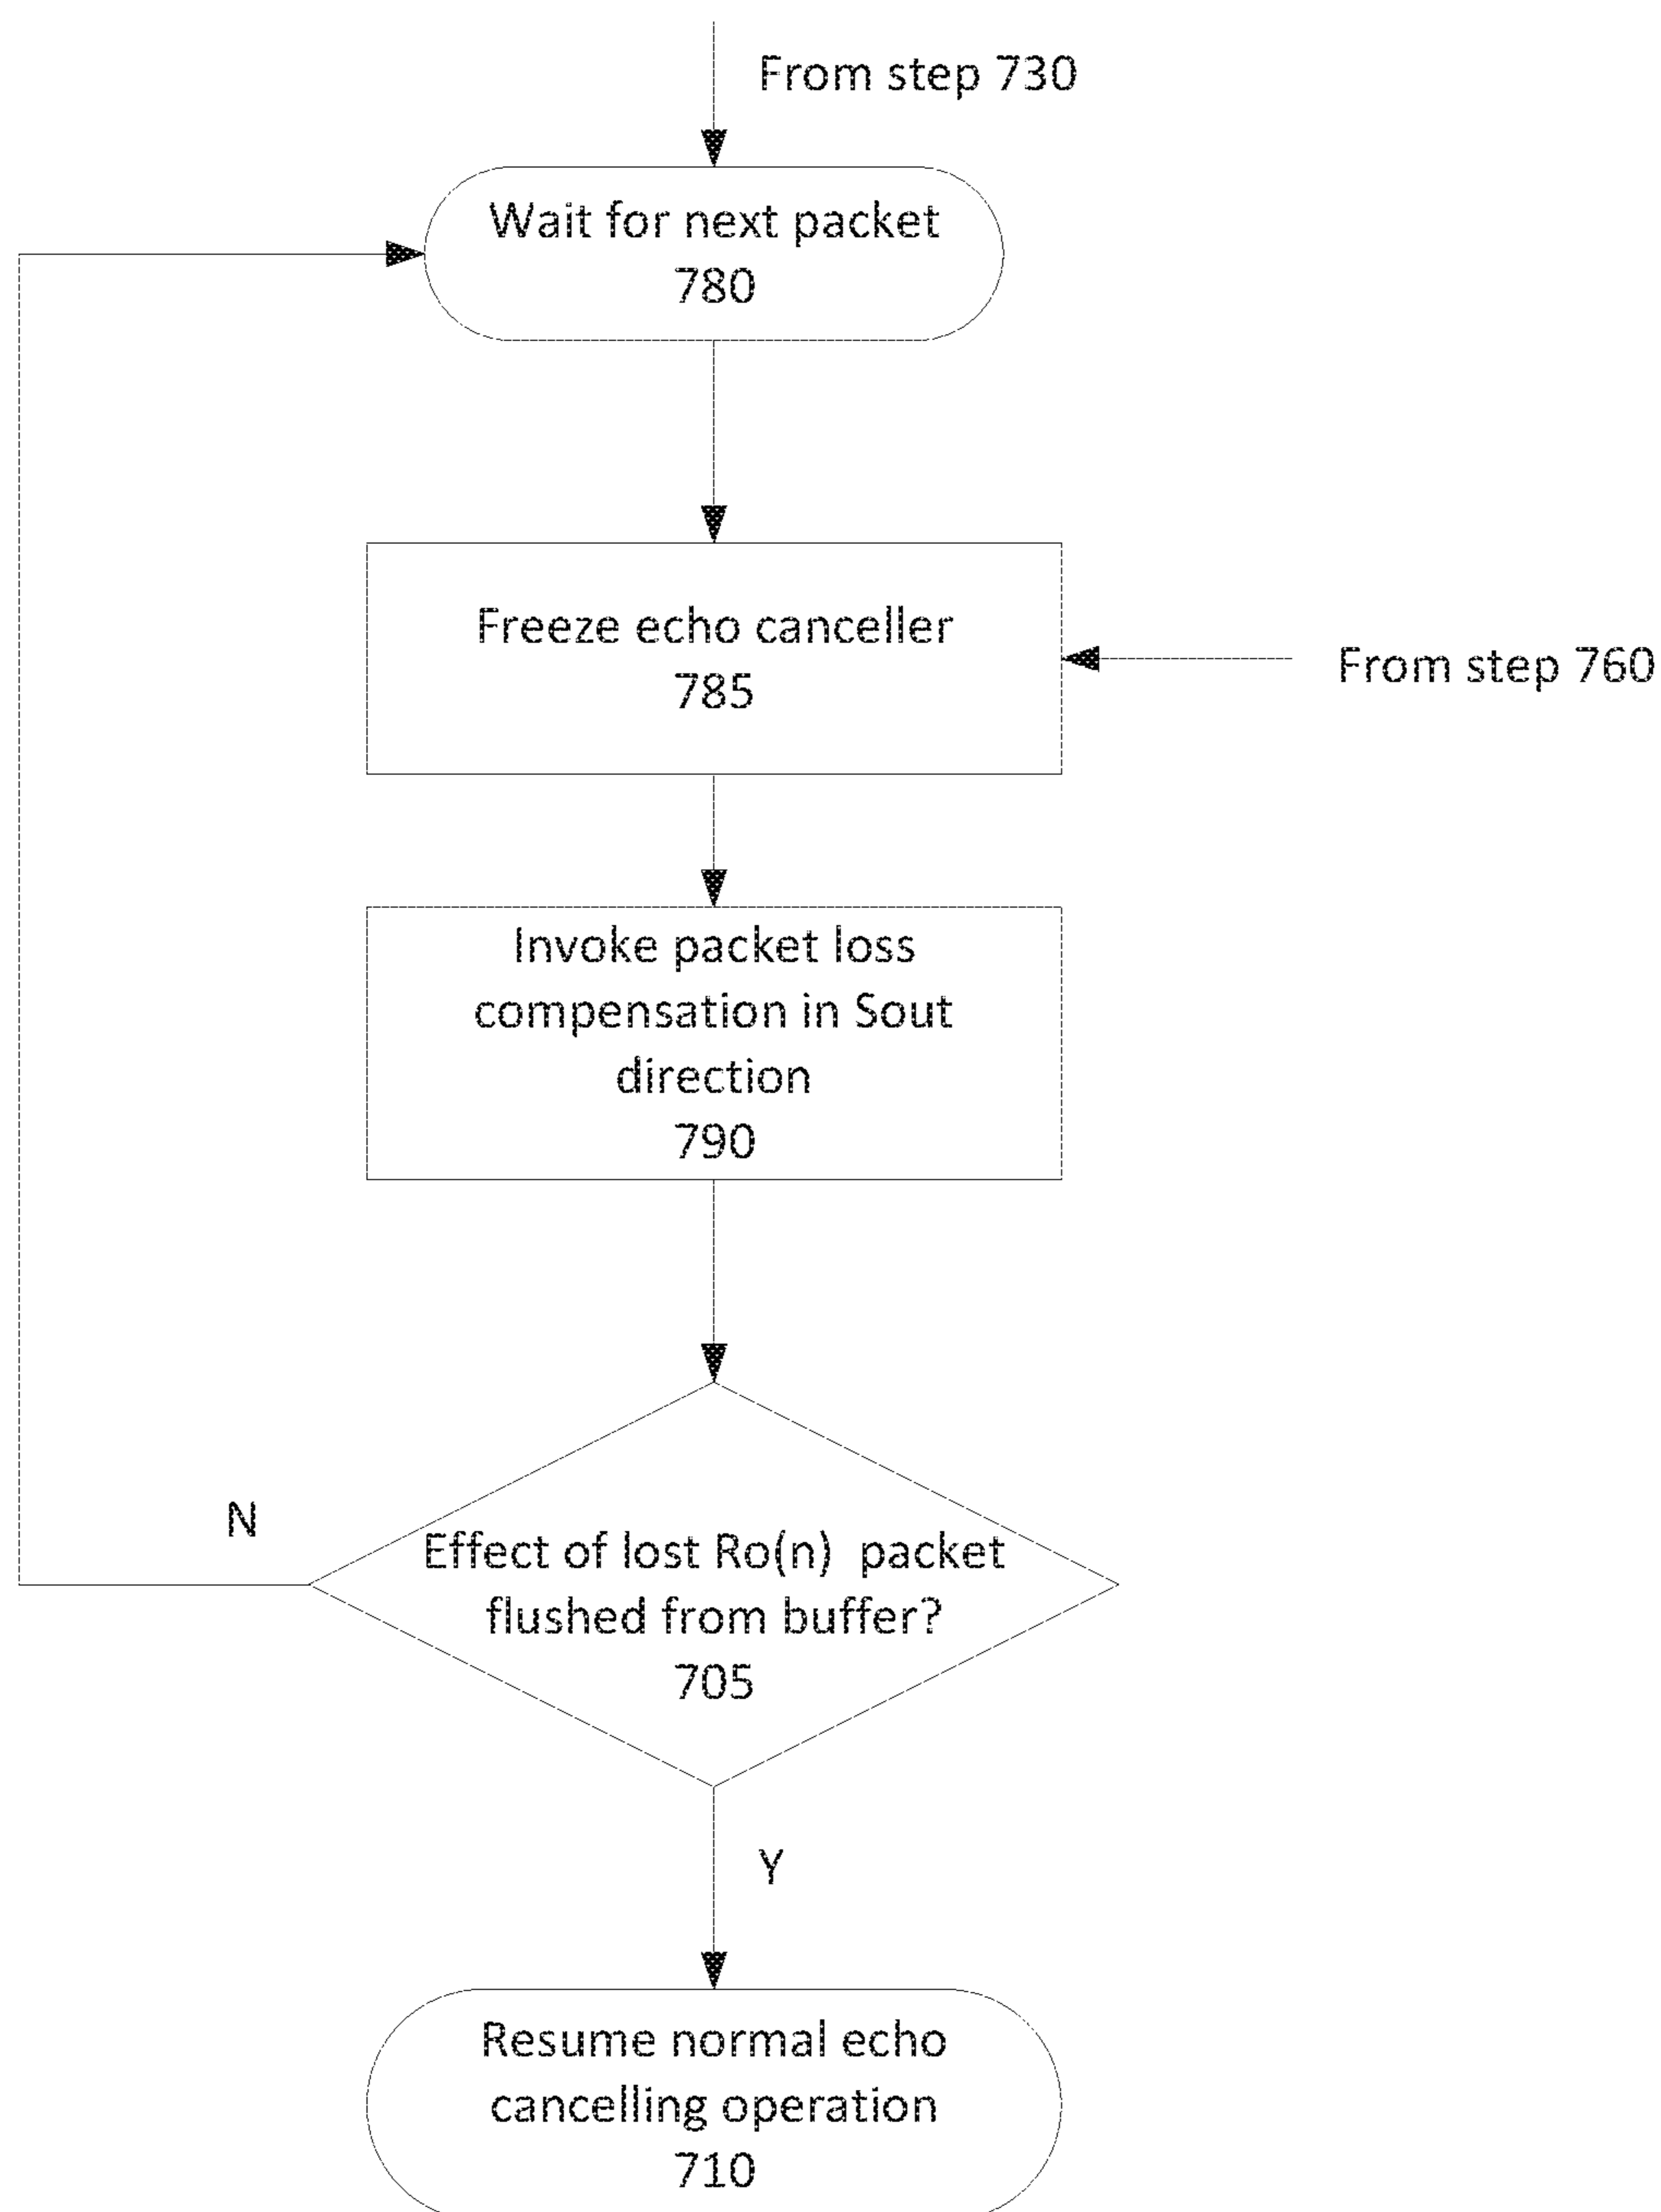 From step 730
Wait for next packet
780
Freeze echo canceller
785
From step 760
Invoke packet loss
compensation in Sout
direction
790
N
Effect of lost Ro(n) packet
flushed from buffer?
705
Y
Resume normal echo
cancelling operation
710